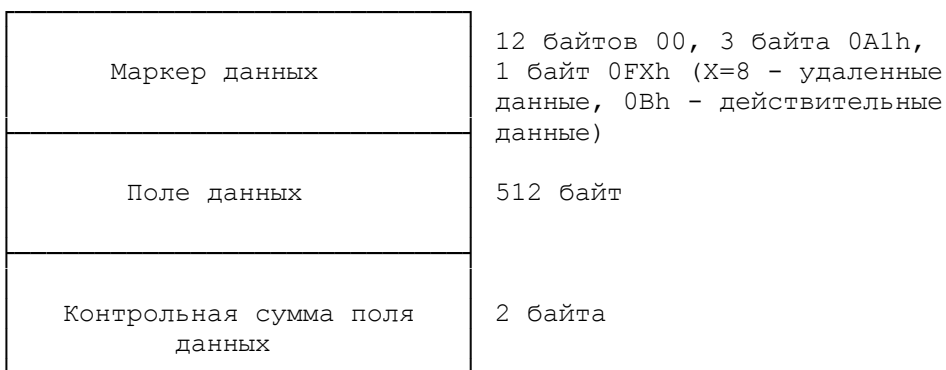 Маркер данных
12 байтов 00, 3 байта 0A1h,
1 байт 0FXh (X=8 - удаленные
данные, 0Bh - действительные
данные)
Поле данных
512 байт
Контрольная сумма поля
данных
2 байта